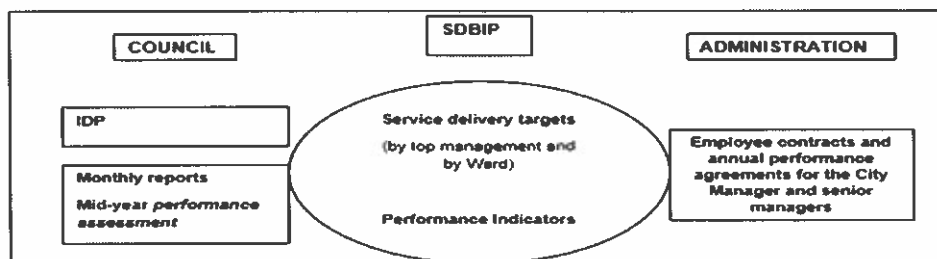 SDBIP
COUNCIL
ADMINISTRATION
IDP
Monthly reports
Mid-year performance
assessment
Service delivery targets
(by top management and
by Ward)
Performance Indicators
Employee contracts and
annual performance
agreements for the City
Manager and senior
managers